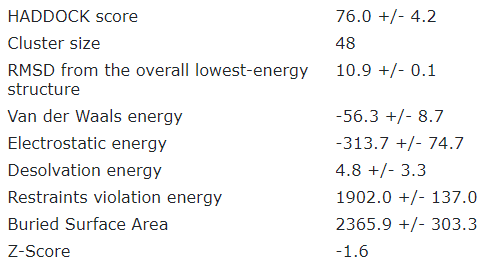 HADDOCK score 76.0 +/- 4.2
Cluster size 48
RMSD from the overall lowest-energy 10.9 +/- 0.1
structure
Van der Waals energy -56.3 +/- 8.7
Electrostatic energy -313.7 +/- 74.7
Desolvation energy 4.8 +/- 3.3
Restraints violation energy 1902.0 +/- 137.0
Buried Surface Area 2365.9 +/- 303.3
Z-Score -1.6